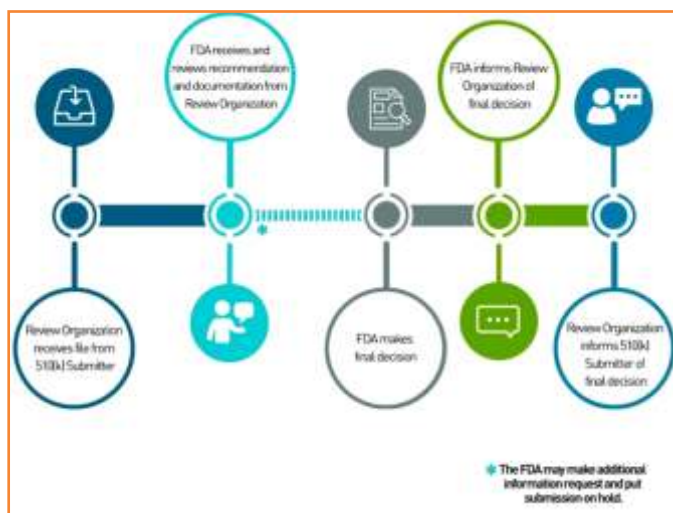 FDA receives and
reviews recommendation
and documentation from
Review Organization
FDA informs Review
Organization of
final decision
Review Organization
receives file from
510[k] Submitter
FDA makes
final decision
Review Organization
informs 510[k]
Submitter of
final decision
*
* The FDA may make additional
information request and put
submission on hold.